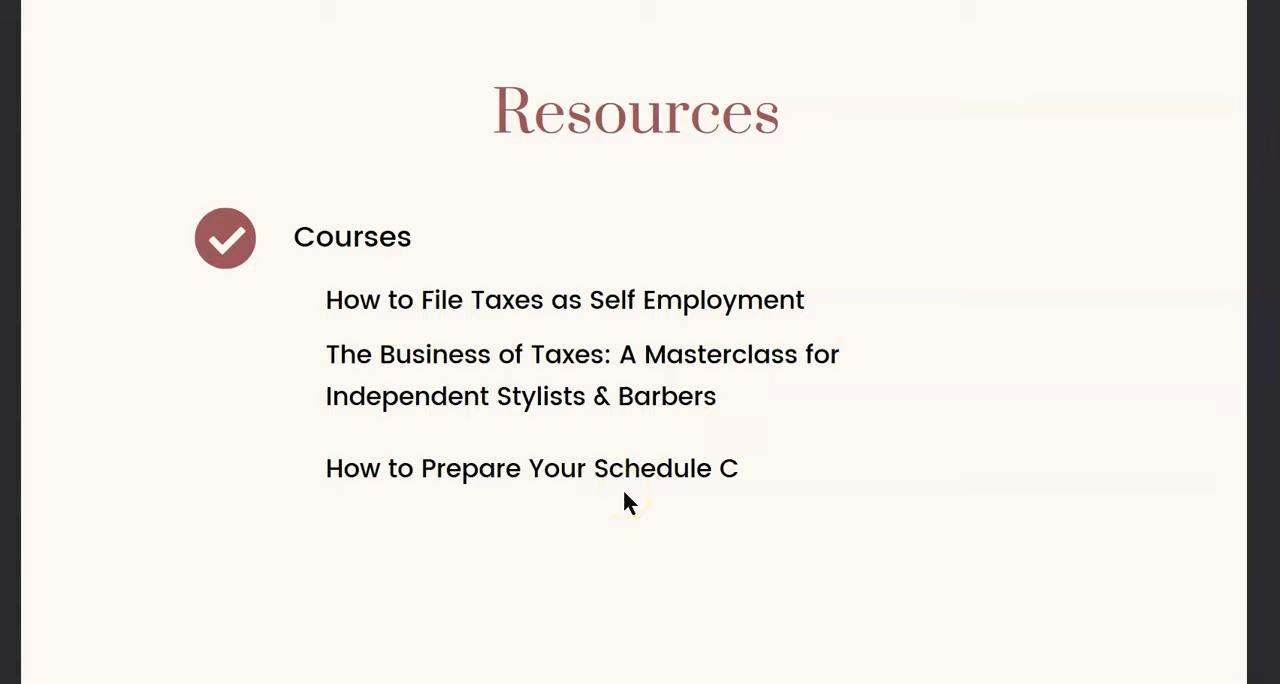 Resources
Courses
How to File Taxes as Self Employment
The Business of Taxes: A Masterclass for
Independent Stylists & Barbers
How to Prepare Your Schedule C